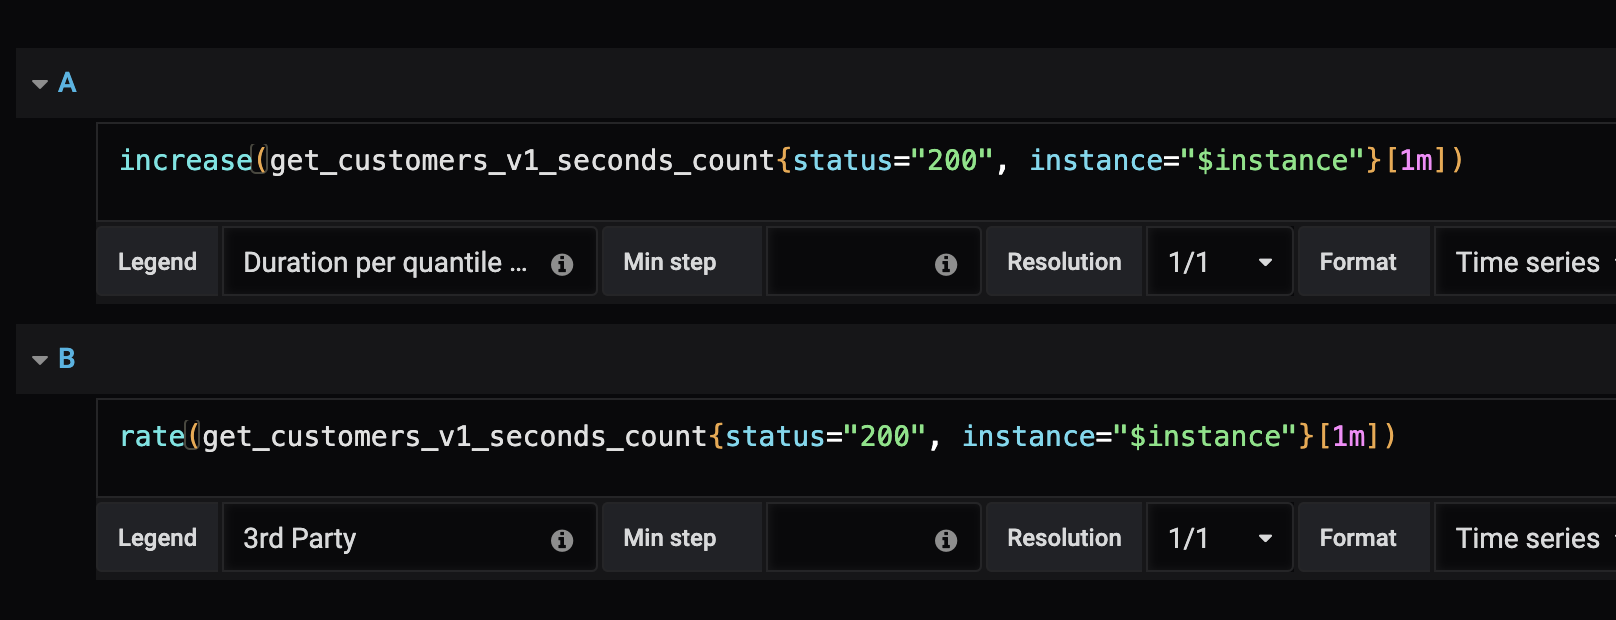 A
increase(get_customers_v1_seconds_count{status="200", instance="$instance"}[1m])
Legend Duration per quantile ... Min step Resolution 1/1 Format Time series
B
rate(get_customers_v1_seconds_count{status="200", instance="$instance"}[1m])
Legend 3rd Party Min step Resolution 1/1 Format Time series